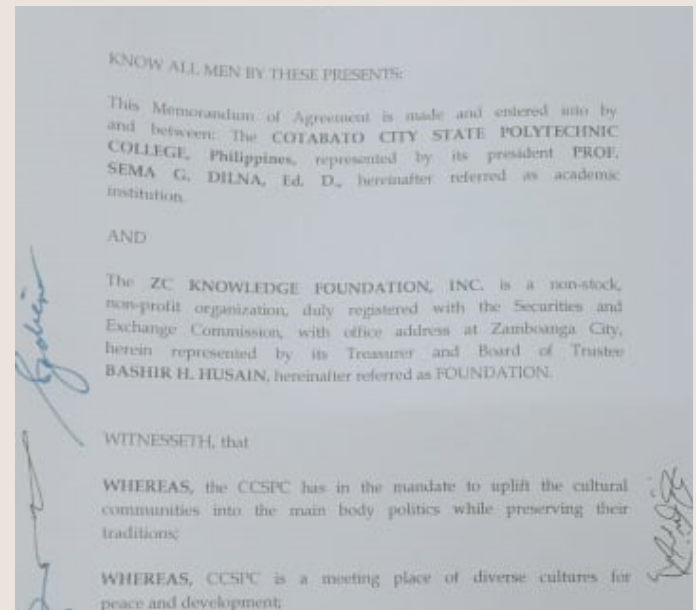 KNOW ALL MEN BY THESE PRESENTS:
This Memorandum of Agreement is made and entered into by
and between: The COTABATO CITY STATE POLYTECHNIC
COLLEGE, Philippines, represented by its president PROF.
SEMA G. DILNA, Ed. D., hereinafter referred as academic
institution.
AND
The ZC KNOWLEDGE FOUNDATION, INC. is a non-stock,
non-profit organization, duly registered with the Securities and
Exchange Commission, with office address at Zamboanga City,
herein represented by its Treasurer and Board of Trustee
BASHIR H. HUSAIN, hereinafter referred as FOUNDATION.
WITNESSETH, that
WHEREAS, the CCSPC has in the mandate to uplift the cultural
communities into the main body politics while preserving their
traditions;
WHEREAS, CCSPC is a meeting place of diverse cultures for
peace and development;